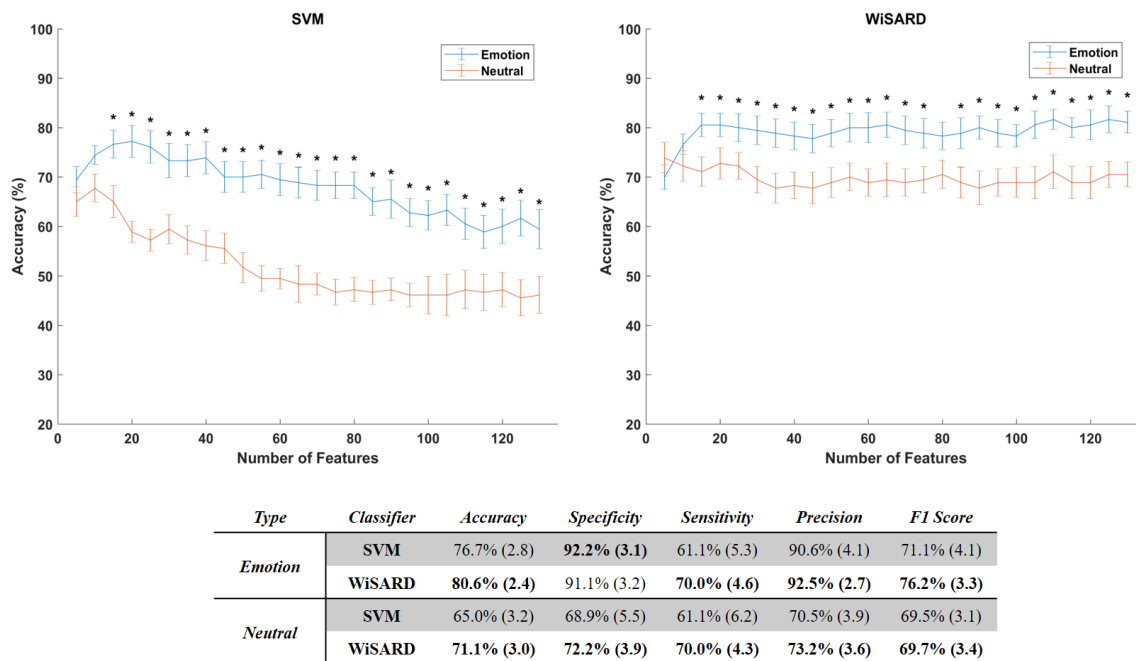 SVM
100
90
80
70
60
50
40
30
20
0 20 40 60 80 100 120
Accuracy (%)
Number of Features
Emotion
Neutral
* * * * * * * * * * * * * * * * * * * * * * * *
WiSARD
100
90
80
70
60
50
40
30
20
0 20 40 60 80 100 120
Accuracy (%)
Number of Features
Emotion
Neutral
* * * * * * * * * * * * * * * * * * * * * * *
Type Classifier Accuracy Specificity Sensitivity Precision F1 Score
Emotion
SVM 76.7% (2.8) 92.2% (3.1) 61.1% (5.3) 90.6% (4.1) 71.1% (4.1)
WiSARD 80.6% (2.4) 91.1% (3.2) 70.0% (4.6) 92.5% (2.7) 76.2% (3.3)
Neutral
SVM 65.0% (3.2) 68.9% (5.5) 61.1% (6.2) 70.5% (3.9) 69.5% (3.1)
WiSARD 71.1% (3.0) 72.2% (3.9) 70.0% (4.3) 73.2% (3.6) 69.7% (3.4)